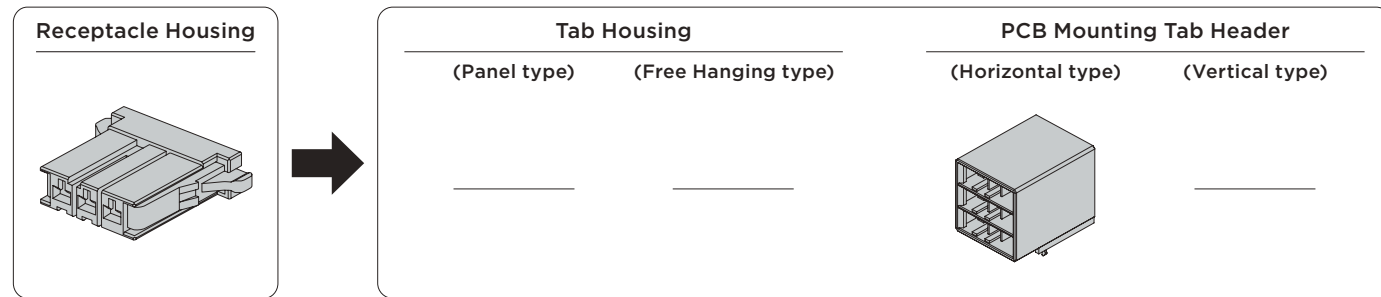 Receptacle Housing
Tab Housing
PCB Mounting Tab Header
(Panel type)
(Free Hanging type)
(Horizontal type)
(Vertical type)